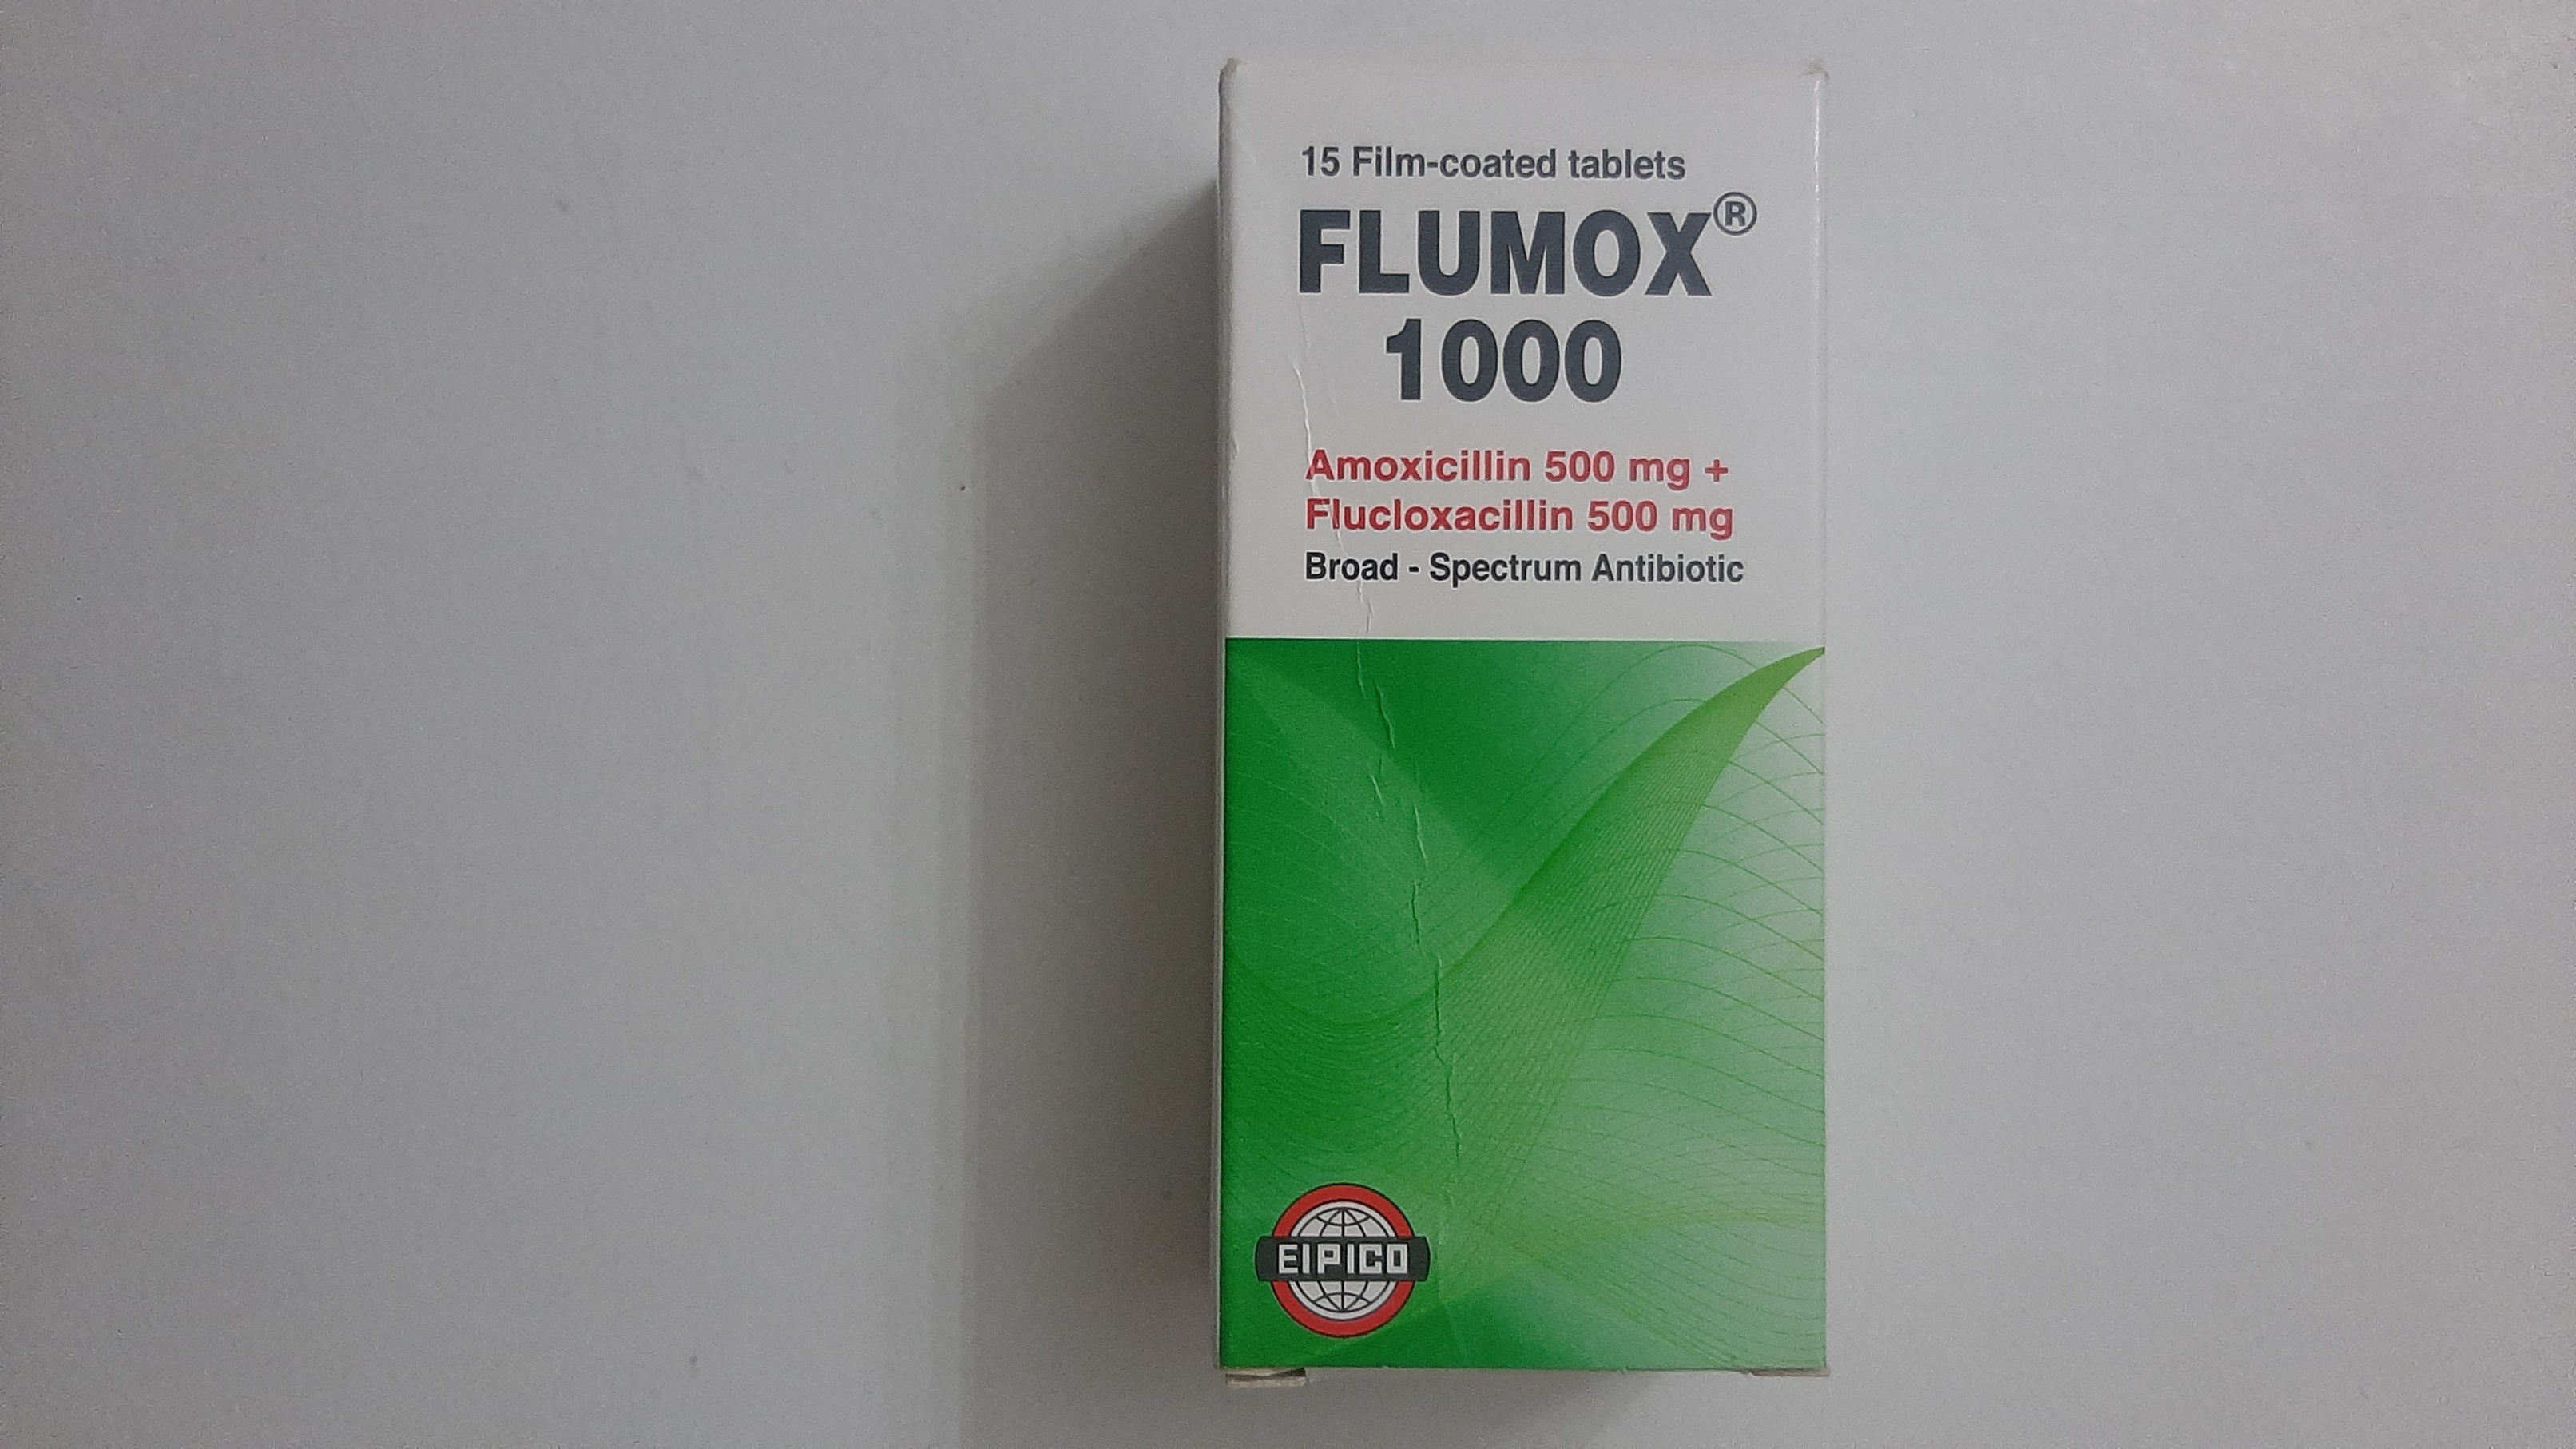 15 Film-coated tablets
FLUMOX®
1000
Amoxicillin 500 mg +
Flucloxacillin 500 mg
Broad - Spectrum Antibiotic
EIPICO